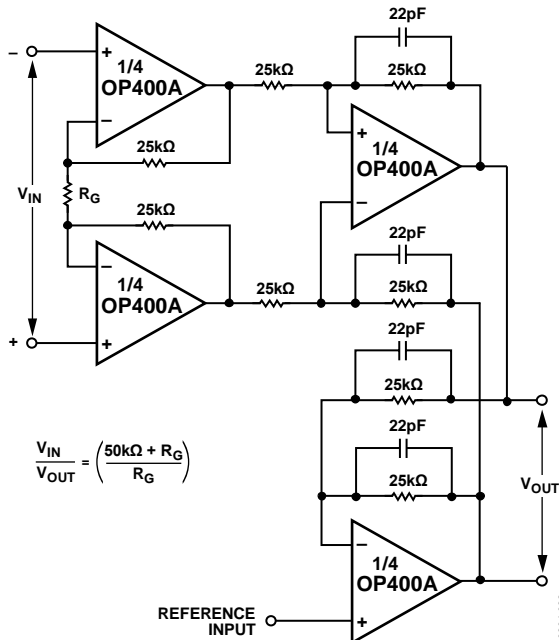 22pF
25kΩ
25kΩ
–
+
1/4
OP400A
–
25kΩ
V_IN
R_G
25kΩ
–
1/4
OP400A
+
+
+
1/4
OP400A
–
22pF
25kΩ
25kΩ
22pF
25kΩ
22pF
25kΩ
V_IN
V_OUT
= ( 50kΩ + R_G
R_G )
V_OUT
–
1/4
OP400A
+
REFERENCE
INPUT